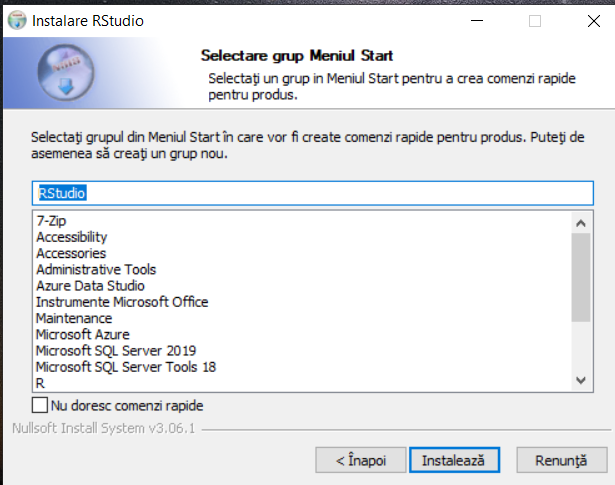 Instalare RStudio
Selectare grup Meniul Start
Selectaţi un grup in Meniul Start pentru a crea comenzi rapide
pentru produs.
Selectaţi grupul din Meniul Start în care vor fi create comenzi rapide pentru produs. Puteţi de
asemenea să creaţi un grup nou.
RStudio
7-Zip
Accessibility
Accessories
Administrative Tools
Azure Data Studio
Instrumente Microsoft Office
Maintenance
Microsoft Azure
Microsoft SQL Server 2019
Microsoft SQL Server Tools 18
R
Nu doresc comenzi rapide
Nullsoft Install System v3.06.1
< Înapoi
Instalează
Renunţă